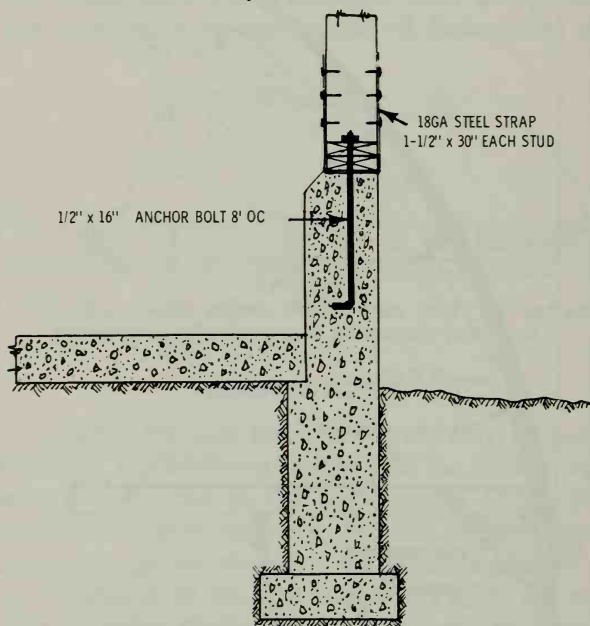 18GA STEEL STRAP
1-1/2" x 30" EACH STUD
1/2" x 16" ANCHOR BOLT 8' OC